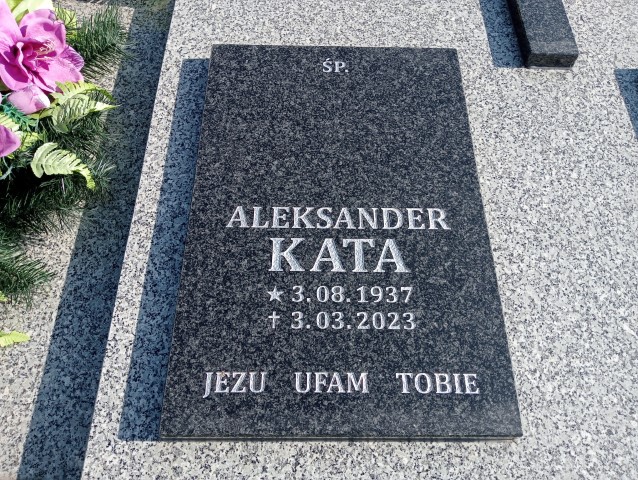 ŚP.
ALEKSANDER
KATA
★ 3.08.1937
† 3.03.2023
JEZU UFAM TOBIE